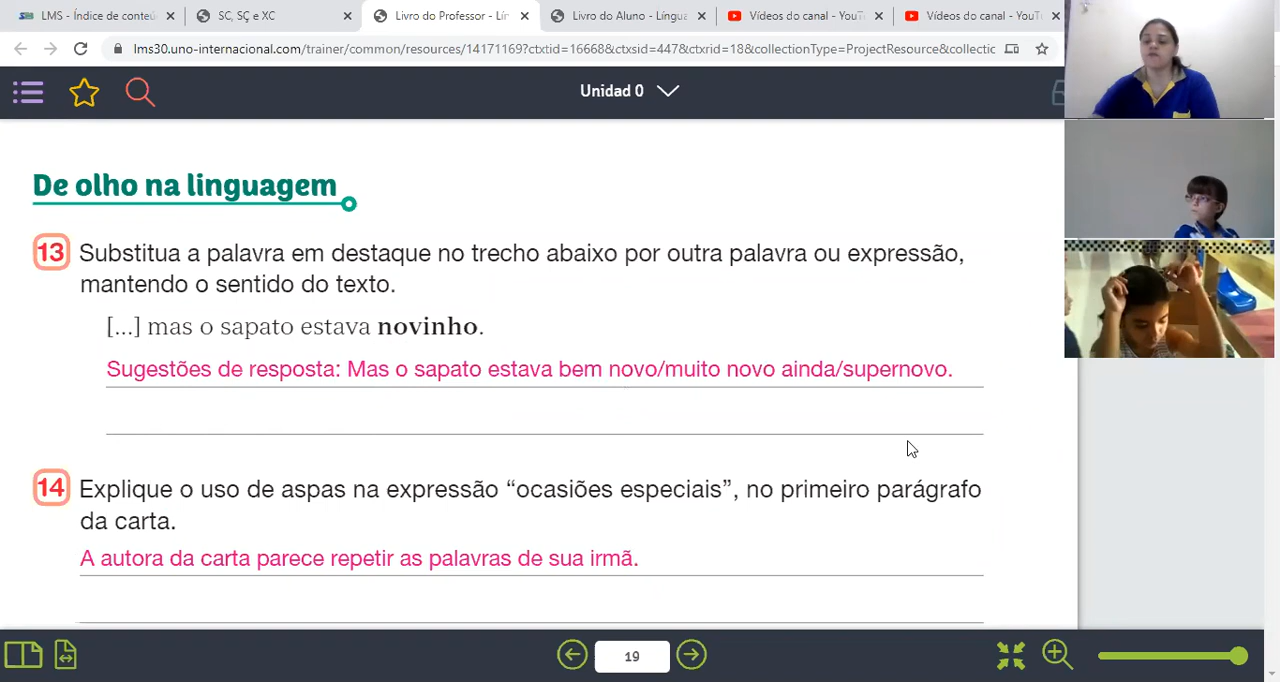 LMS - Índice de conteú
SC, SÇ e XC
Livro do Professor - Lín
Livro do Aluno - Língua
Vídeos do canal - YouTu
Vídeos do canal - YouTu
lms30.uno-internacional.com/trainer/common/resources/14171169?ctxtid=16668&ctxsid=447&ctxrid=18&collectionType=ProjectResource&collectic
Unidad 0
De olho na linguagem
13 Substitua a palavra em destaque no trecho abaixo por outra palavra ou expressão,
mantendo o sentido do texto.
[...] mas o sapato estava novinho.
Sugestões de resposta: Mas o sapato estava bem novo/muito novo ainda/supernovo.
14 Explique o uso de aspas na expressão “ocasiões especiais”, no primeiro parágrafo
da carta.
A autora da carta parece repetir as palavras de sua irmã.
19